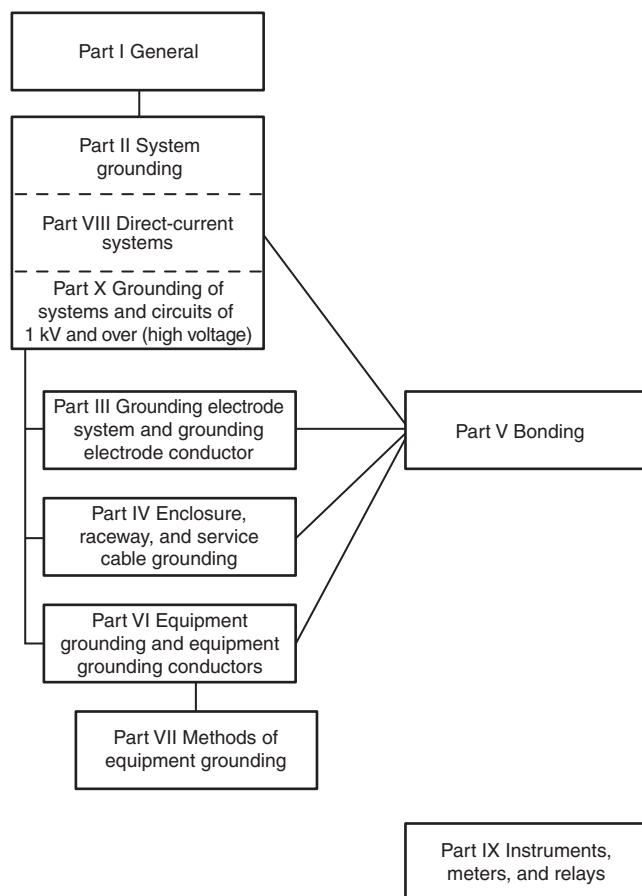 Part I General
Part II System
grounding
Part VIII Direct-current
systems
Part X Grounding of
systems and circuits of
1 kV and over (high voltage)
Part III Grounding electrode
system and grounding
electrode conductor
Part V Bonding
Part IV Enclosure,
raceway, and service
cable grounding
Part VI Equipment
grounding and equipment
grounding conductors
Part VII Methods of
equipment grounding
Part IX Instruments,
meters, and relays